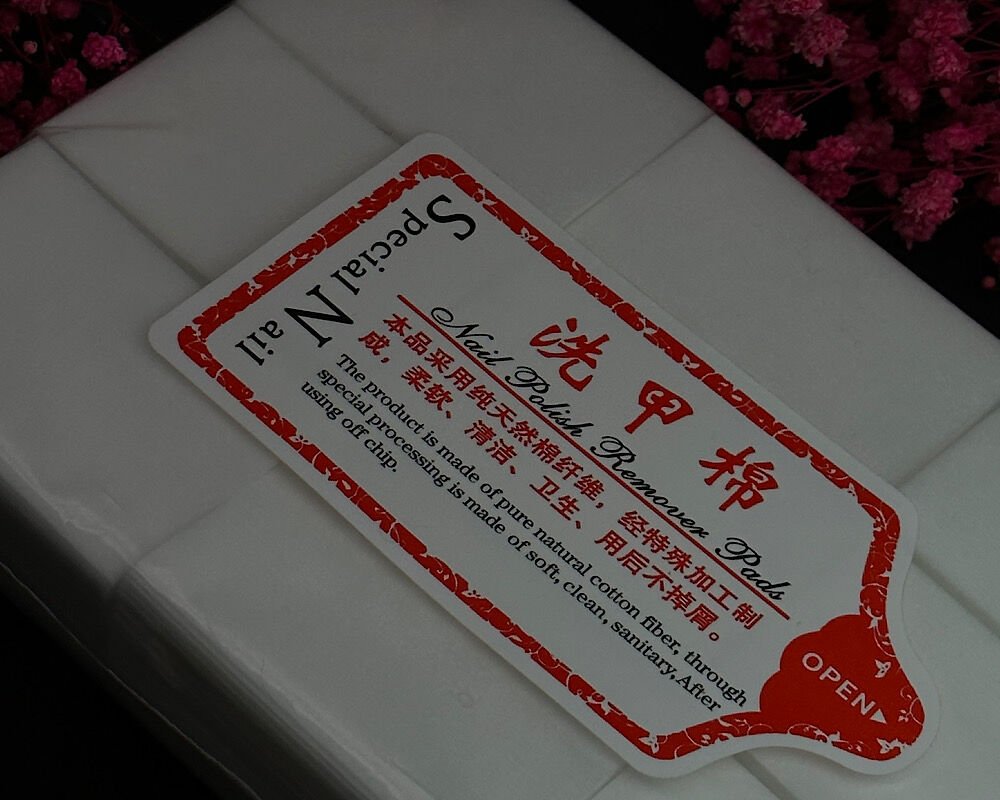 Special Nail
洗甲棉
Nail Polish Remover Pads
本品采用纯天然棉纤维，经特殊加工制
成，柔软、清洁、卫生、用后不掉屑。
The product is made of pure natural cotton fiber, through
special processing is made of soft, clean, sanitary,After
using off chip.
OPEN▶